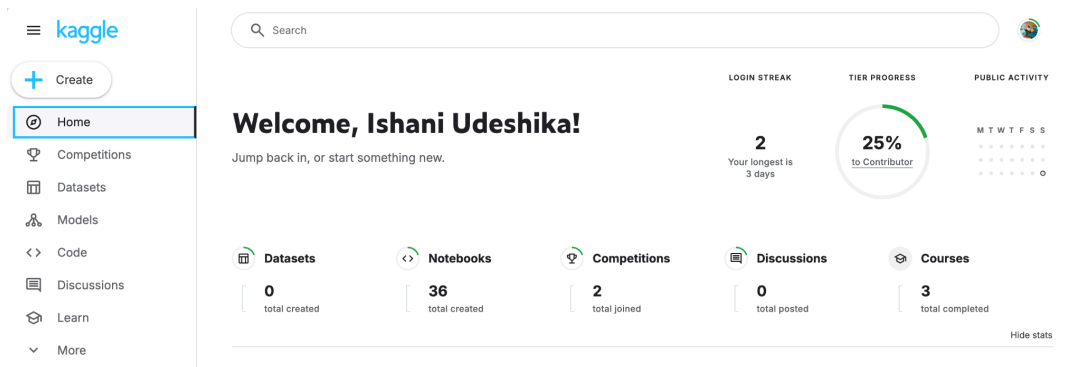 kaggle
Search
Create
Home
Competitions
Datasets
Models
Code
Discussions
Learn
More
LOGIN STREAK
TIER PROGRESS
PUBLIC ACTIVITY
Welcome, Ishani Udeshika!
Jump back in, or start something new.
2
Your longest is
3 days
25%
to Contributor
M T W T F S S
Datasets
0
total created
Notebooks
36
total created
Competitions
2
total joined
Discussions
0
total posted
Courses
3
total completed
Hide stats